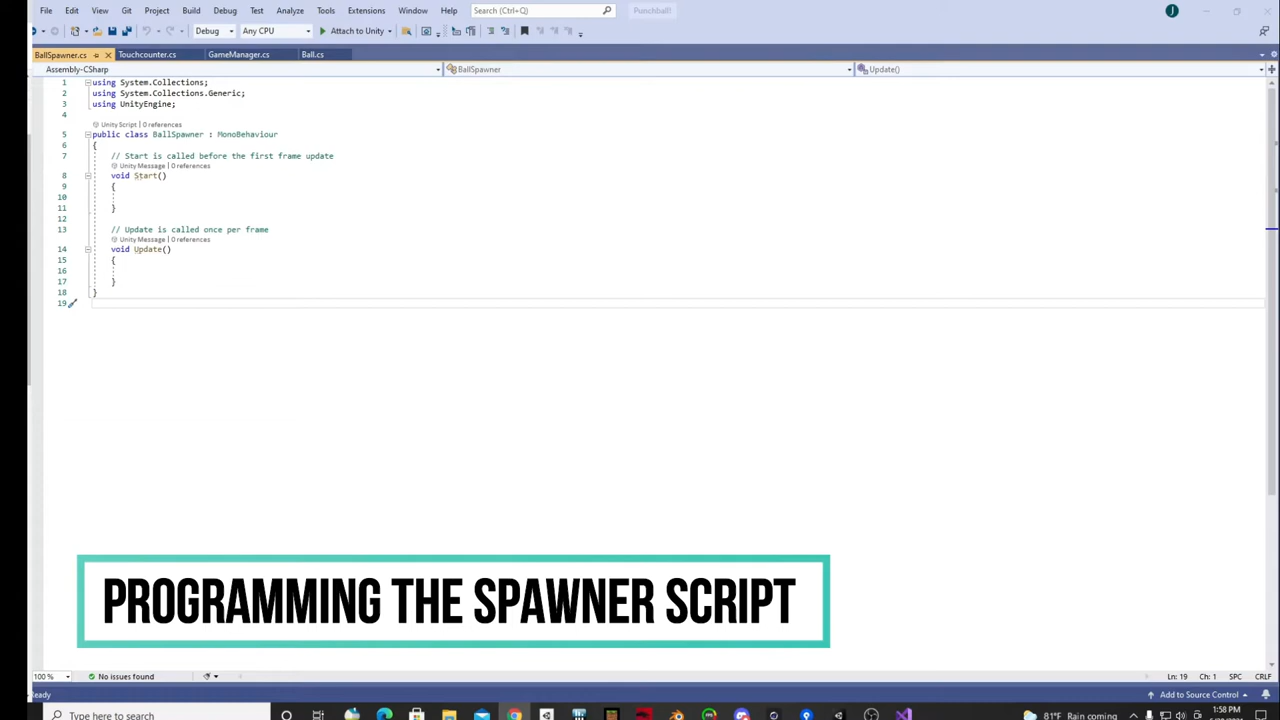 File Edit View Git Project Build Debug Test Analyze Tools Extensions Window Help Search (Ctrl+Q) Punchball! J
Debug Any CPU Attach to Unity
BallSpawner.cs Touchcounter.cs GameManager.cs Ball.cs
Assembly-CSharp BallSpawner Update()
1 using System.Collections;
2 using System.Collections.Generic;
3 using UnityEngine;
4
Unity Script | 0 references
5 public class BallSpawner : MonoBehaviour
6 {
7 // Start is called before the first frame update
Unity Message | 0 references
8 void Start()
9 {
10
11 }
12
13 // Update is called once per frame
Unity Message | 0 references
14 void Update()
15 {
16
17 }
18 }
19
PROGRAMMING THE SPAWNER SCRIPT
100 % No issues found Ln: 19 Ch: 1 SPC CRLF
Ready Add to Source Control
Type here to search 81°F Rain coming 1:58 PM